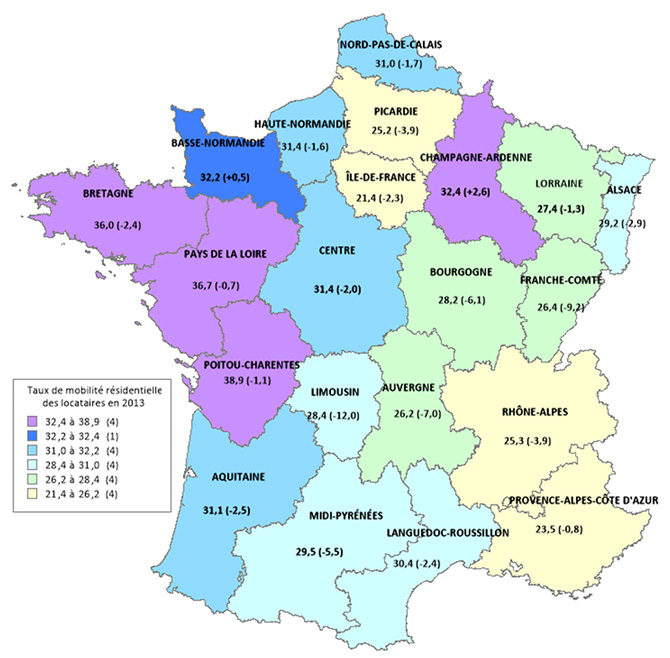 NORD-PAS-DE-CALAIS
31,0 (-1,7)
PICARDIE
25,2 (-3,9)
HAUTE-NORMANDIE
31,4 (-1,6)
BASSE-NORMANDIE
32,2 (+0,5)
CHAMPAGNE-ARDENNE
32,4 (+2,6)
ÎLE-DE-FRANCE
21,4 (-2,3)
LORRAINE
27,4 (-1,3)
ALSACE
29,2 (-2,9)
BRETAGNE
36,0 (-2,4)
PAYS DE LA LOIRE
36,7 (-0,7)
CENTRE
31,4 (-2,0)
BOURGOGNE
28,2 (-6,1)
FRANCHE-COMTÉ
26,4 (-9,2)
POITOU-CHARENTES
38,9 (-1,1)
LIMOUSIN
28,4 (-12,0)
AUVERGNE
26,2 (-7,0)
RHÔNE-ALPES
25,3 (-3,9)
AQUITAINE
31,1 (-2,5)
MIDI-PYRÉNÉES
29,5 (-5,5)
LANGUEDOC-ROUSSILLON
30,4 (-2,4)
PROVENCE-ALPES-CÔTE D'AZUR
23,5 (-0,8)
Taux de mobilité résidentielle
des locataires en 2013
32,4 à 38,9 (4)
32,2 à 32,4 (1)
31,0 à 32,2 (4)
28,4 à 31,0 (4)
26,2 à 28,4 (4)
21,4 à 26,2 (4)